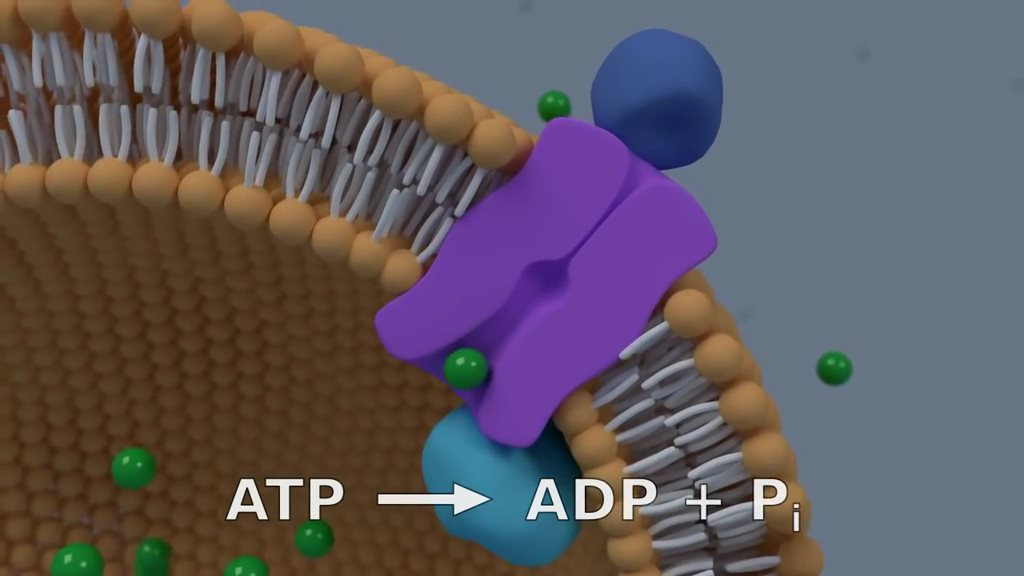 ATP → ADP + Pi